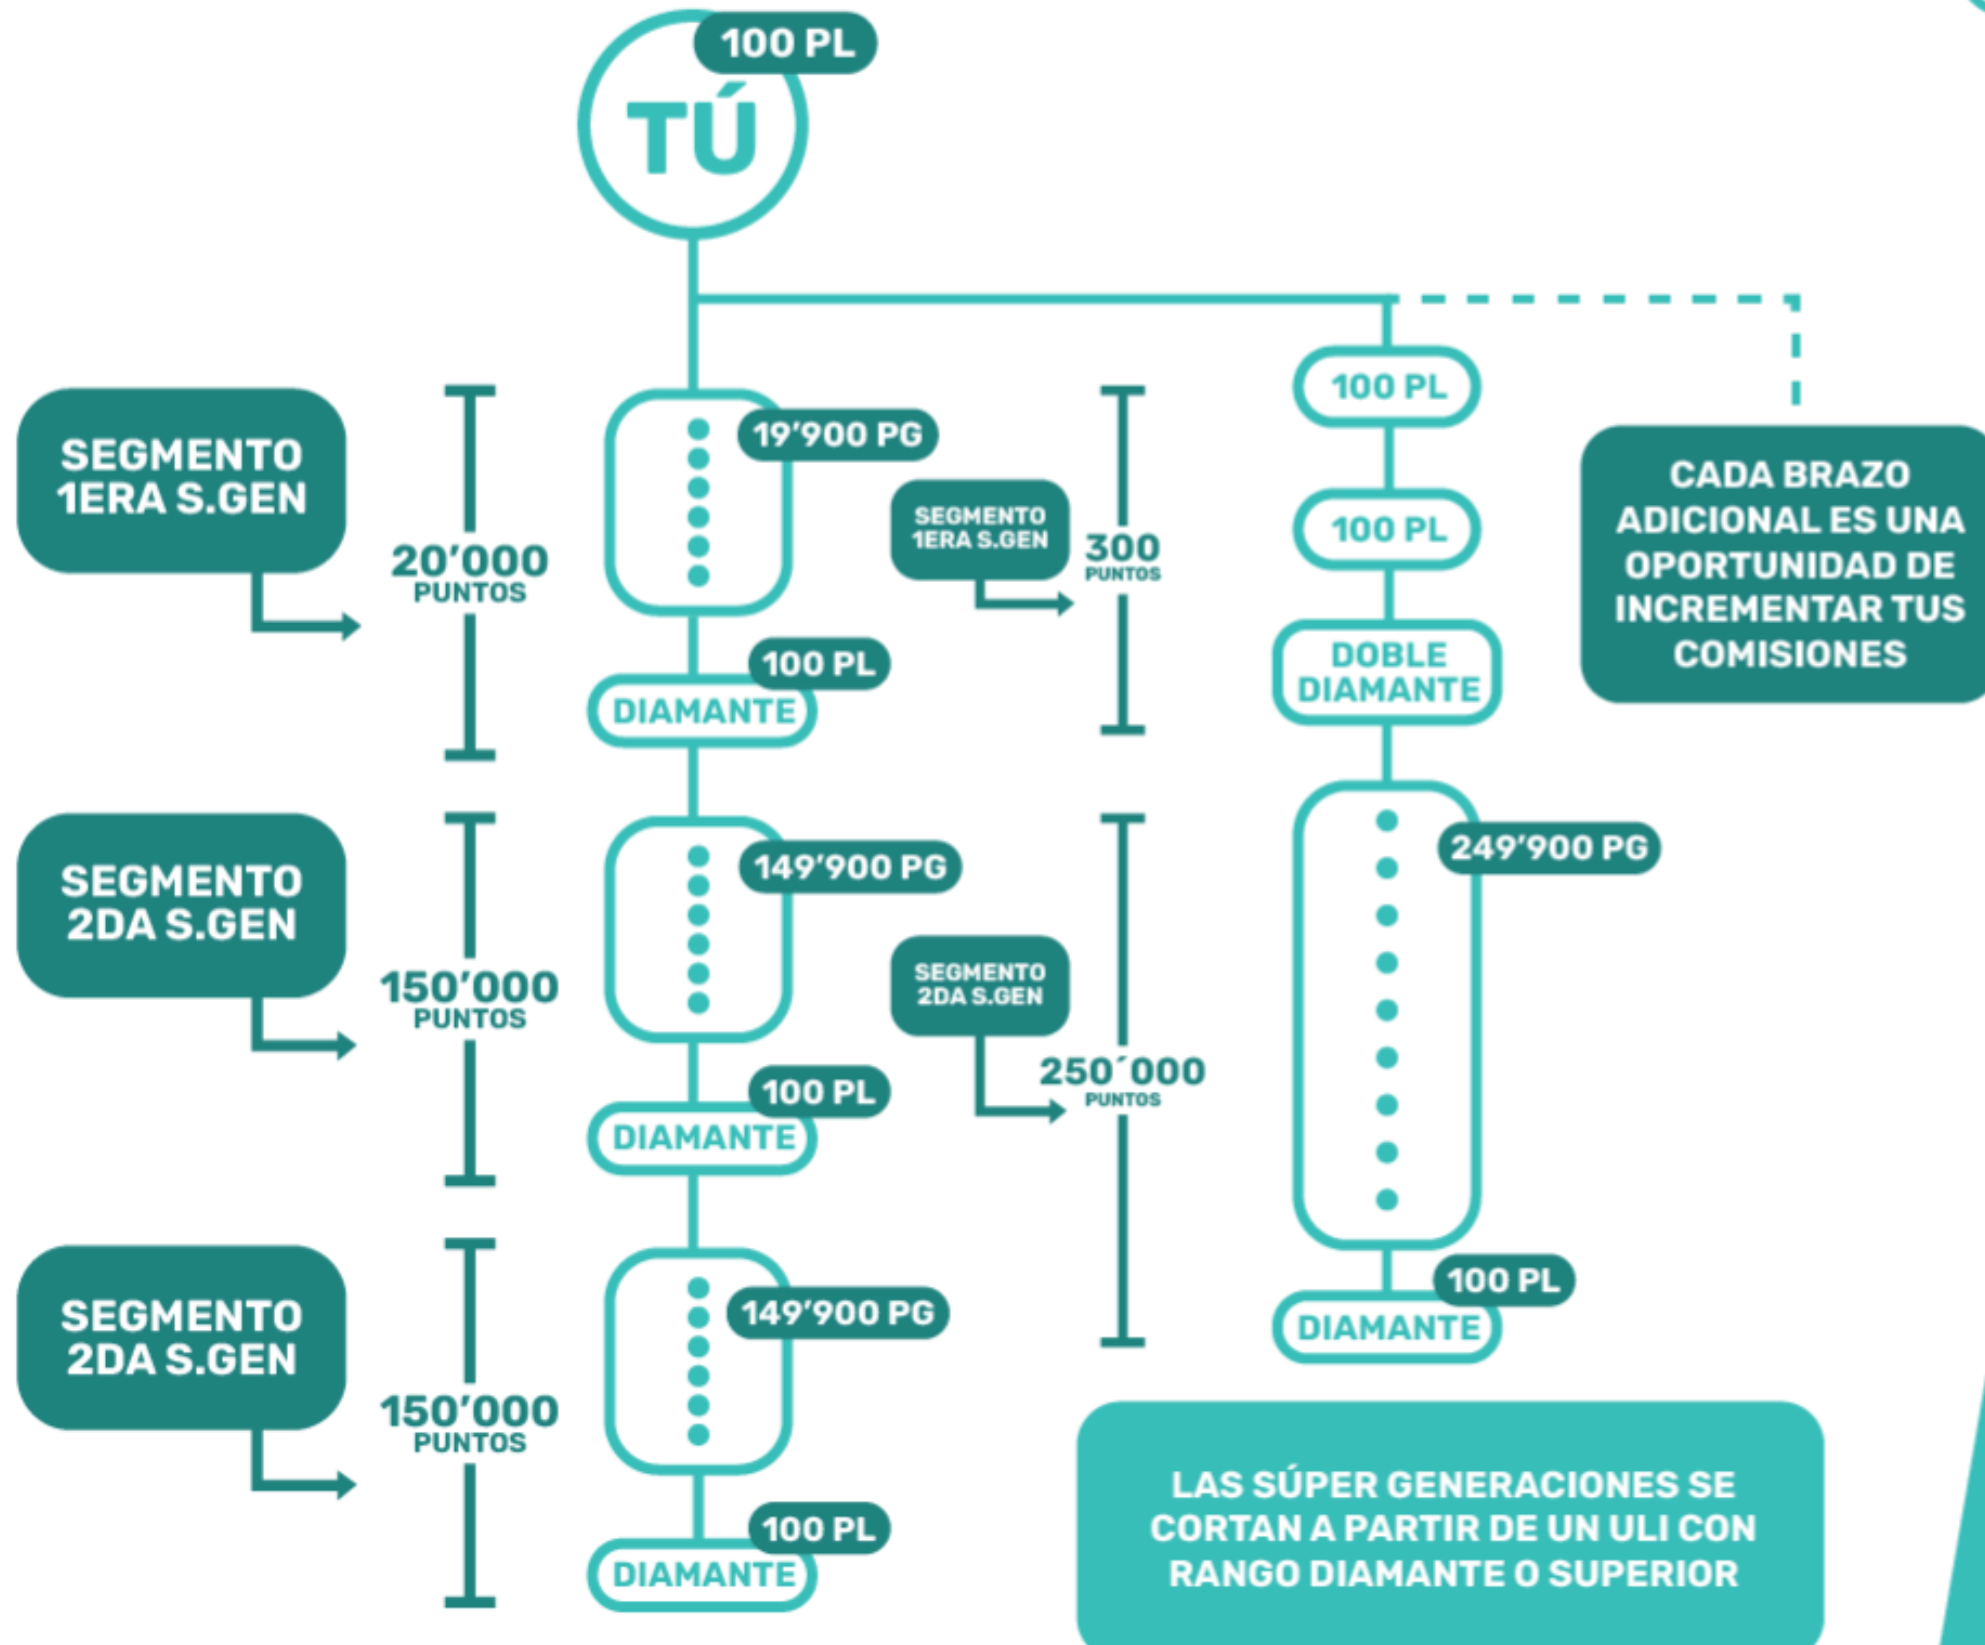 100 PL
TÚ
SEGMENTO
1ERA S.GEN
20'000
PUNTOS
19'900 PG
100 PL
DIAMANTE
SEGMENTO
2DA S.GEN
150'000
PUNTOS
149'900 PG
100 PL
DIAMANTE
SEGMENTO
2DA S.GEN
150'000
PUNTOS
149'900 PG
100 PL
DIAMANTE
SEGMENTO
1ERA S.GEN
300
PUNTOS
100 PL
100 PL
DOBLE
DIAMANTE
SEGMENTO
2DA S.GEN
250´000
PUNTOS
249'900 PG
100 PL
DIAMANTE
CADA BRAZO
ADICIONAL ES UNA
OPORTUNIDAD DE
INCREMENTAR TUS
COMISIONES
LAS SÚPER GENERACIONES SE
CORTAN A PARTIR DE UN ULI CON
RANGO DIAMANTE O SUPERIOR